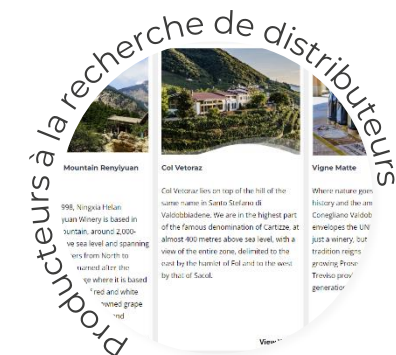 producteurs à la recherche de distributeurs
Mountain Renyiyuan
998, Ningxia Helan
yuan Winery is based in
ountain, around 2,000-
ve sea level and spanning
ers from North to
named after the
ge where it is based
red and white
owned grape
and
Col Vetoraz
Col Vetoraz lies on top of the hill of the
same name in Santo Stefano di
Valdobbiadene. We are in the highest part
of the famous denomination of Cartizze, at
almost 400 metres above sea level, with a
view of the entire zone, delimited to the
east by the hamlet of Fol and to the west
by that of Sacol.
View
Vigne Matte
Where nature goes
history and the am
Conegliano Valdob
envelopes the UN
just a winery, but
tradition reigns
growing Prose
Treviso provi
generation